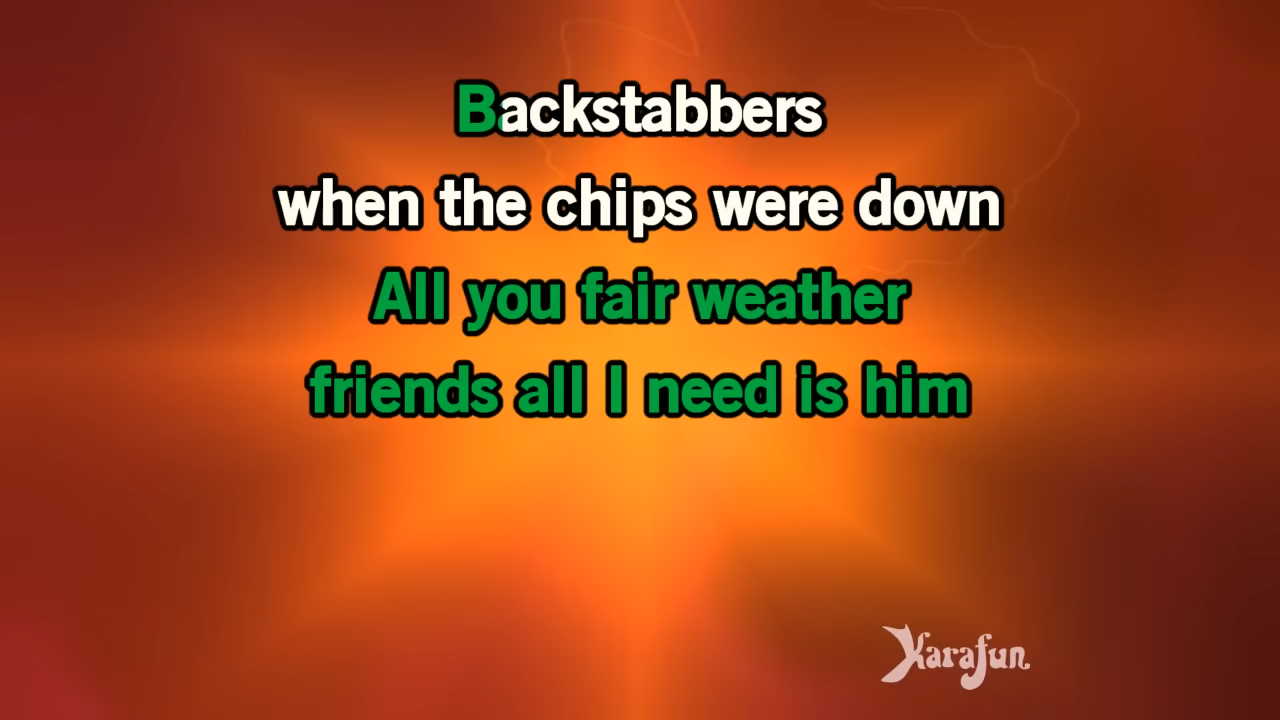 Backstabbers
when the chips were down
All you fair weather
friends all I need is him
Karafun